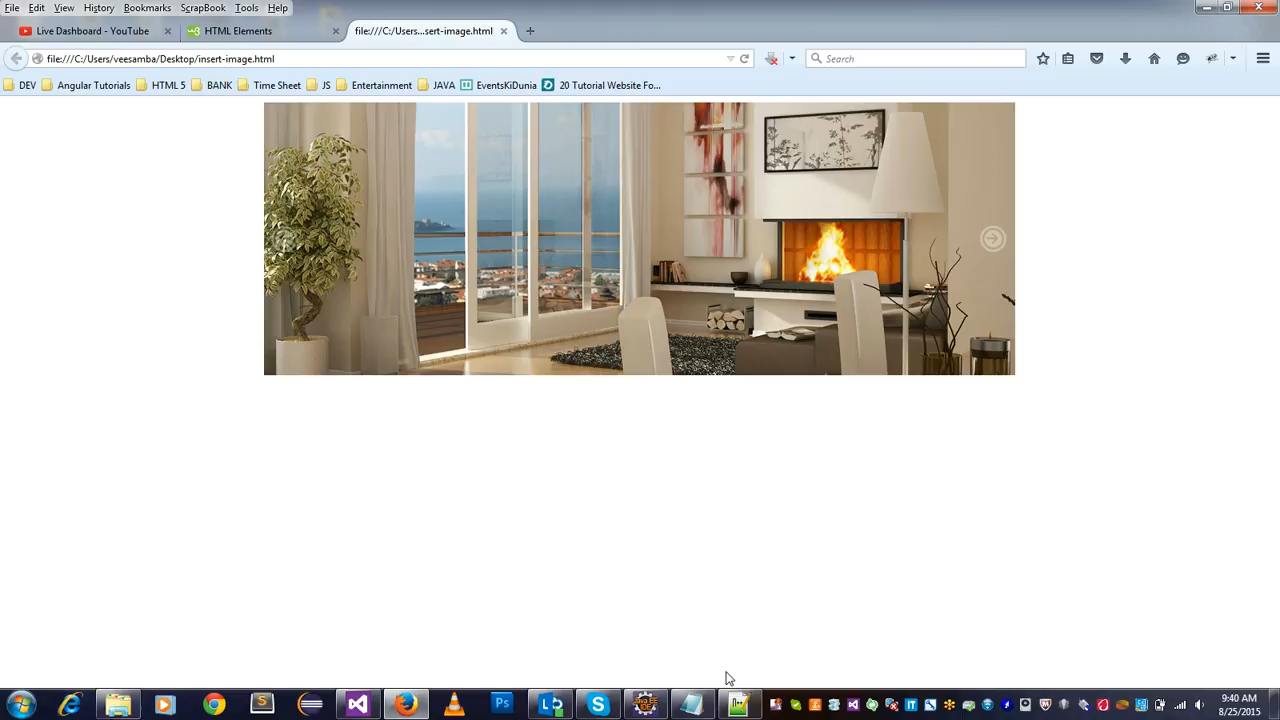 File Edit View History Bookmarks ScrapBook Tools Help
Live Dashboard - YouTube HTML Elements file:///C:/Users...sert-image.html
file:///C:/Users/veesamba/Desktop/insert-image.html Search
DEV Angular Tutorials HTML 5 BANK Time Sheet JS Entertainment JAVA EventsKiDunia 20 Tutorial Website Fo...
9:40 AM
8/25/2015